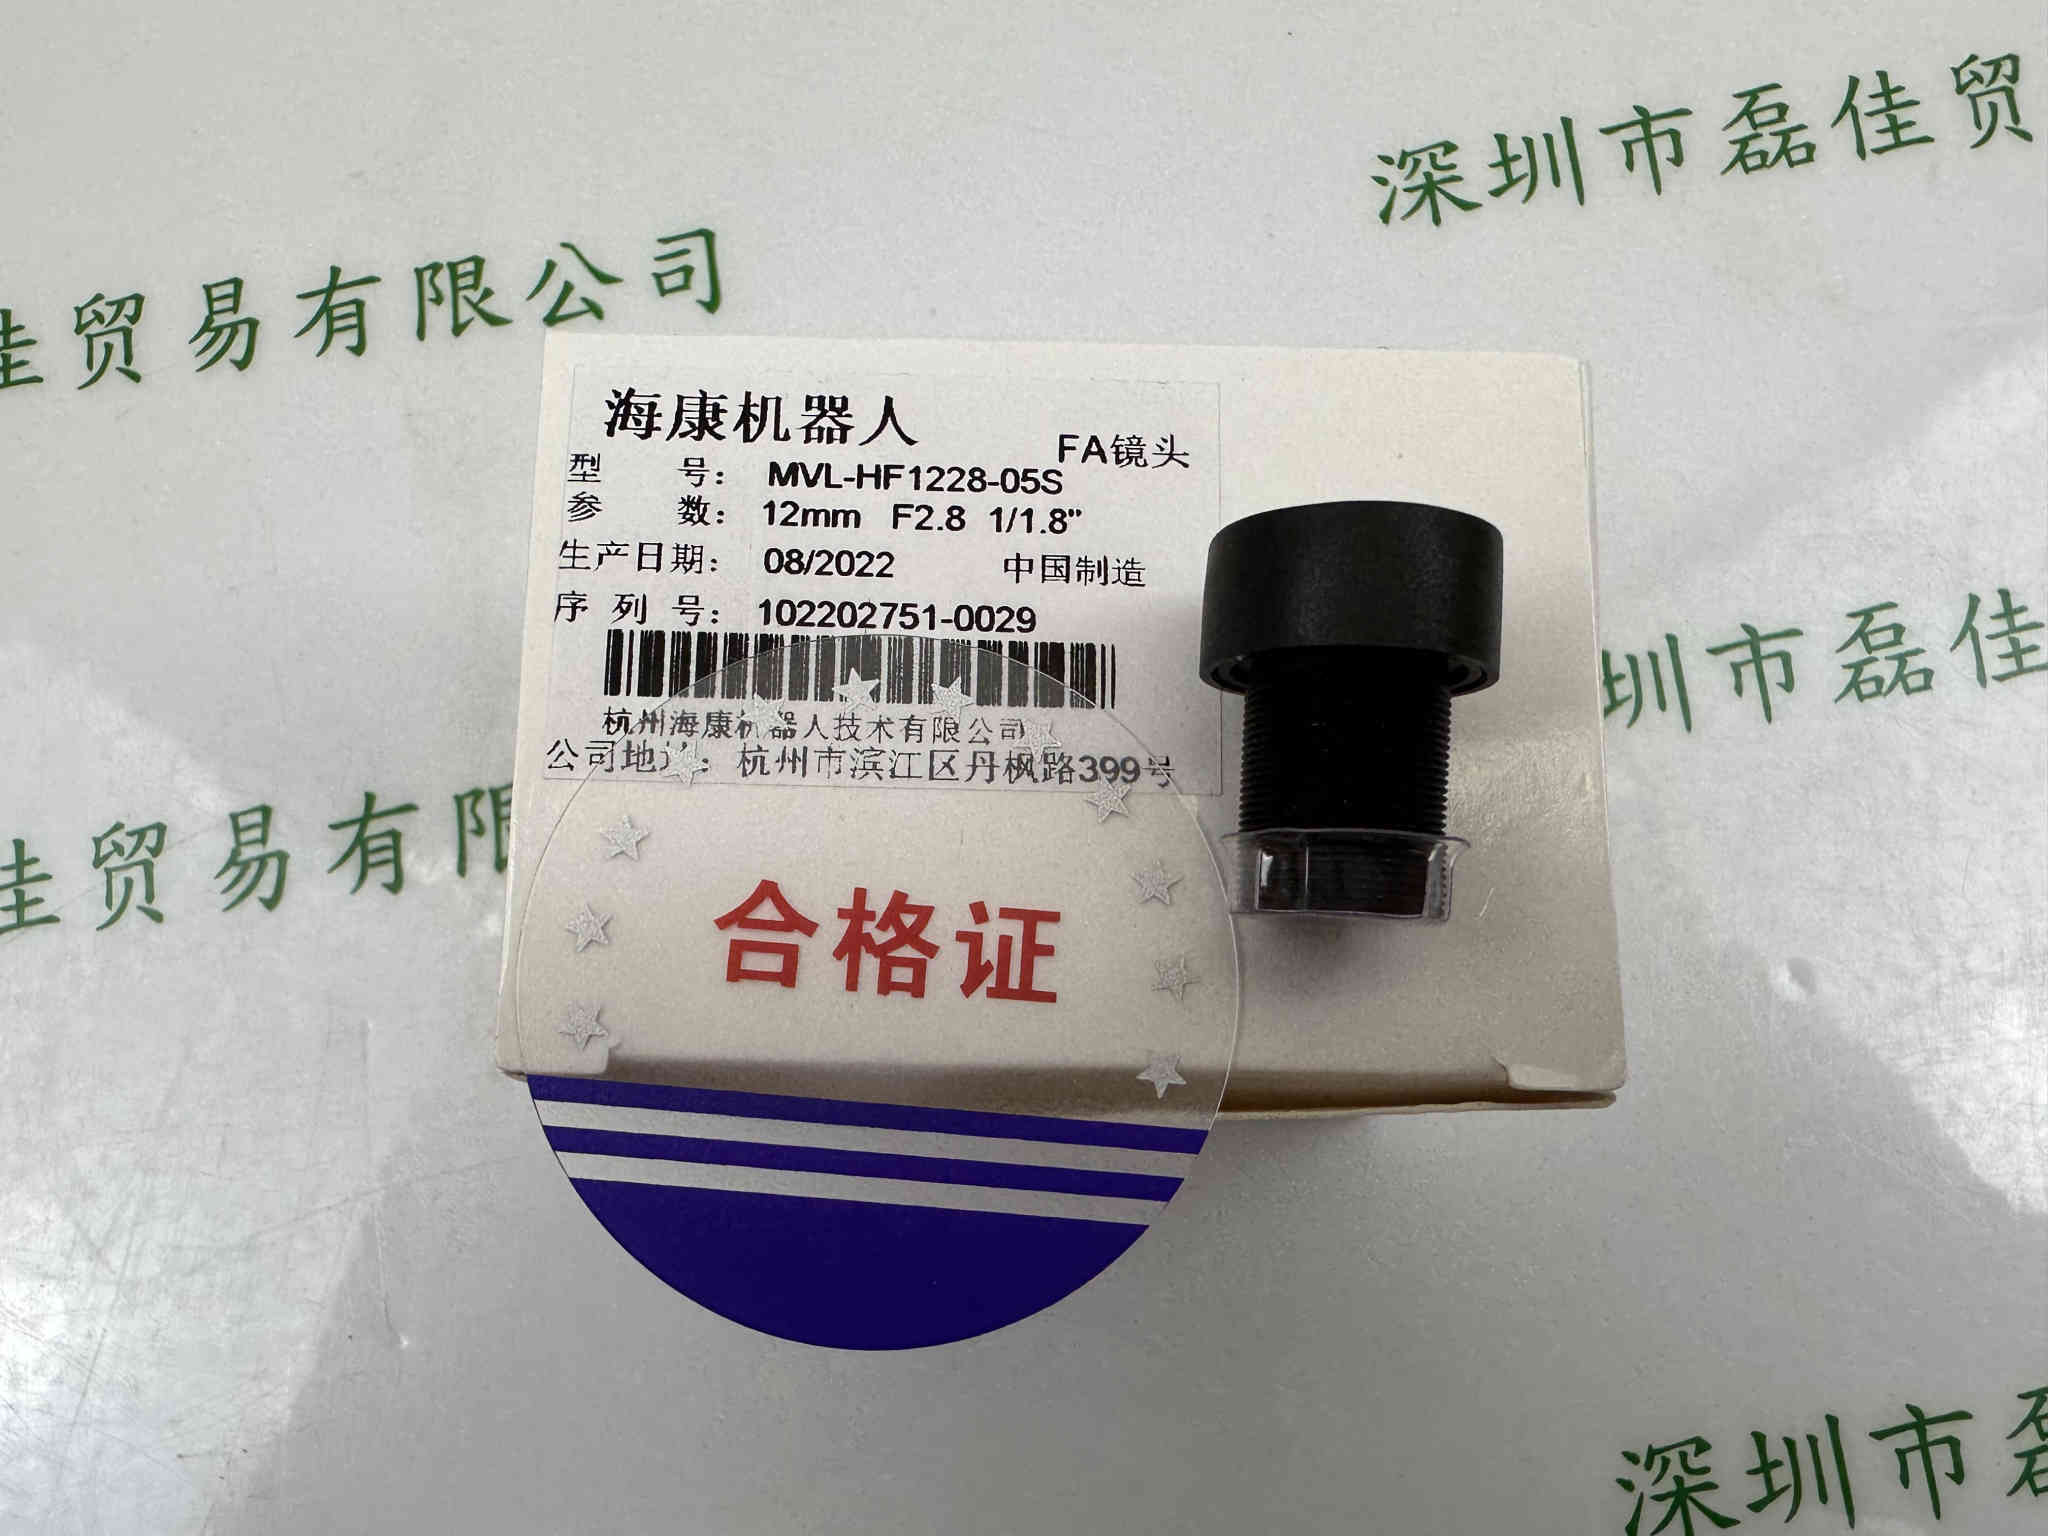 深圳市磊佳贸
佳贸易有限公司
海康机器人
FA镜头
型 号： MVL-HF1228-05S
参 数： 12mm F2.8 1/1.8"
生产日期： 08/2022 中国制造
序 列 号： 102202751-0029
杭州海康机器人技术有限公司
公司地址：杭州市滨江区丹枫路399号
圳市磊佳
佳贸易有限
合格证
深圳市磊